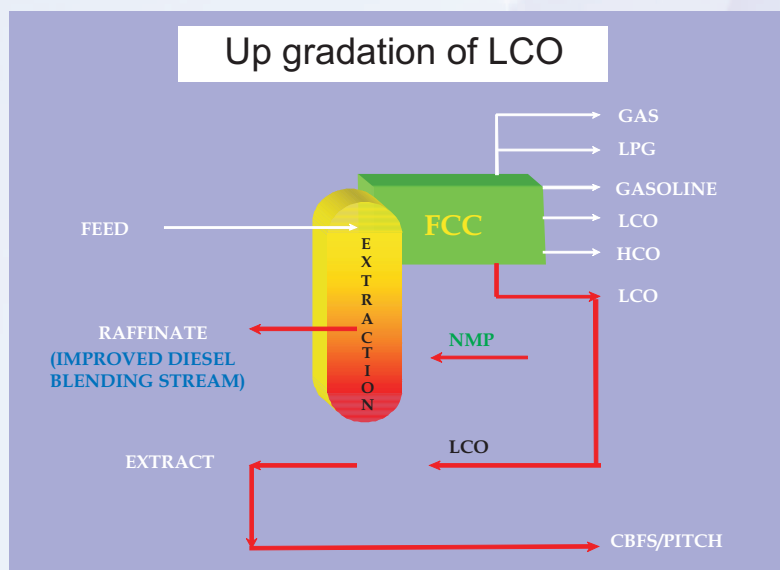 Up gradation of LCO
GAS
LPG
GASOLINE
FCC
LCO
FEED
HCO
EXTRACTION
LCO
RAFFINATE
(IMPROVED DIESEL
BLENDING STREAM)
NMP
LCO
EXTRACT
CBFS/PITCH